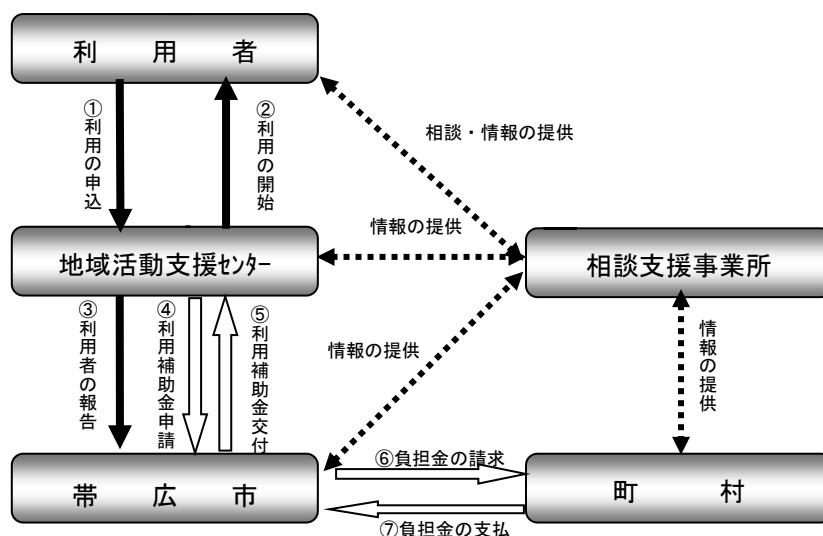 利　用　者
①利用の申込
②利用の開始
相談・情報の提供
情報の提供
地域活動支援ｾﾝﾀｰ
相談支援事業所
③利用者の報告
④利用補助金申請
⑤利用補助金交付
情報の提供
情報の提供
⑥負担金の請求
帯　広　市
町　村
⑦負担金の支払